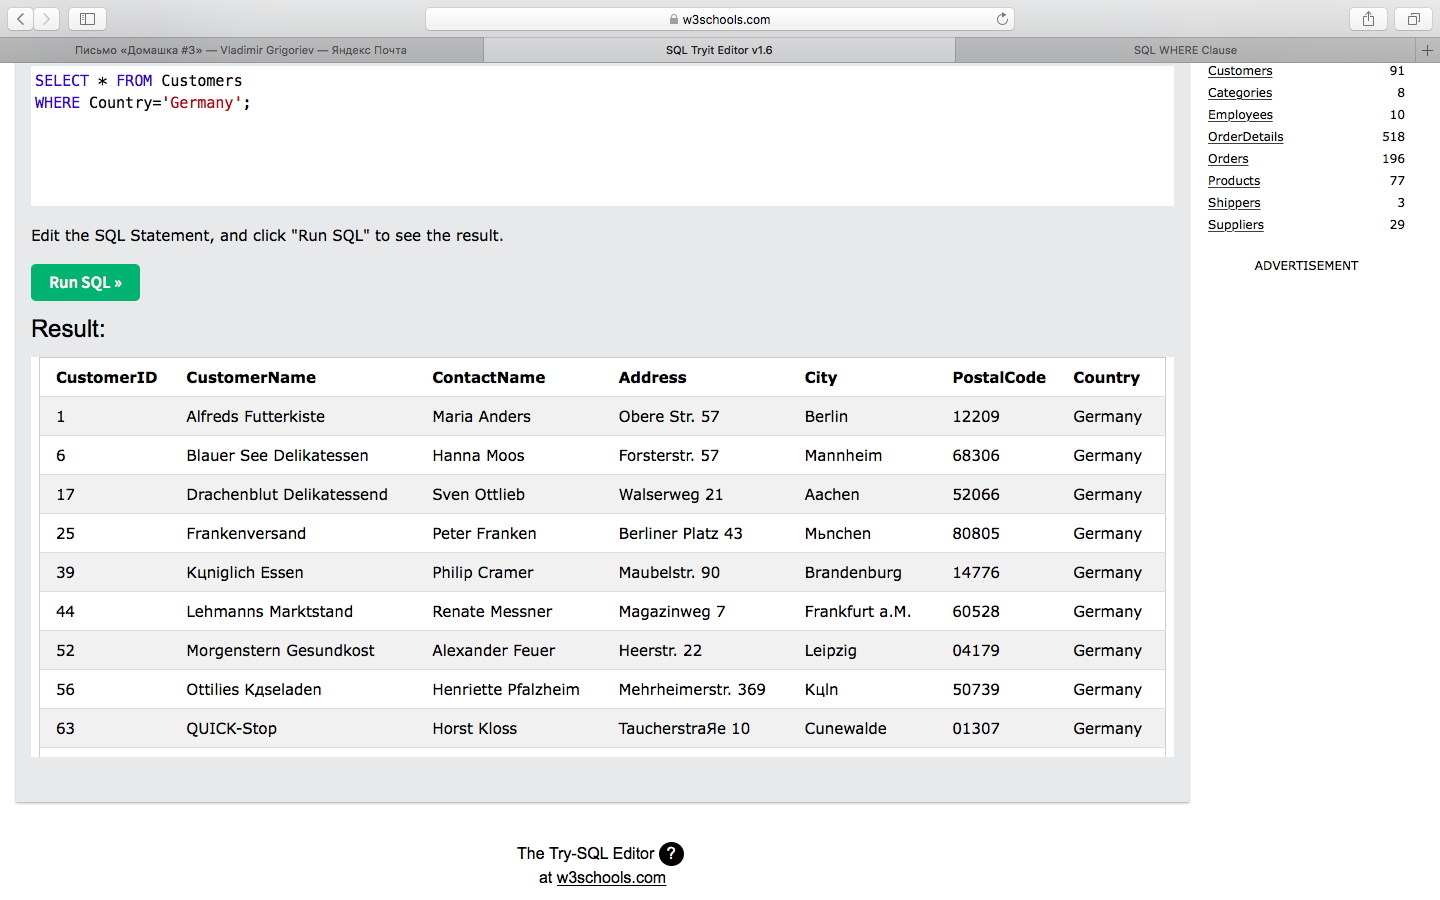 w3schools.com
Письмо «Домашка #3» — Vladimir Grigoriev — Яндекс Почта
SQL Tryit Editor v1.6
SQL WHERE Clause
SELECT * FROM Customers
WHERE Country='Germany';
Customers 91
Categories 8
Employees 10
OrderDetails 518
Orders 196
Products 77
Shippers 3
Suppliers 29
ADVERTISEMENT
Edit the SQL Statement, and click "Run SQL" to see the result.
Run SQL »
Result:
CustomerID CustomerName ContactName Address City PostalCode Country
1 Alfreds Futterkiste Maria Anders Obere Str. 57 Berlin 12209 Germany
6 Blauer See Delikatessen Hanna Moos Forsterstr. 57 Mannheim 68306 Germany
17 Drachenblut Delikatessend Sven Ottlieb Walserweg 21 Aachen 52066 Germany
25 Frankenversand Peter Franken Berliner Platz 43 Mьnchen 80805 Germany
39 Kцniglich Essen Philip Cramer Maubelstr. 90 Brandenburg 14776 Germany
44 Lehmanns Marktstand Renate Messner Magazinweg 7 Frankfurt a.M. 60528 Germany
52 Morgenstern Gesundkost Alexander Feuer Heerstr. 22 Leipzig 04179 Germany
56 Ottilies Kдseladen Henriette Pfalzheim Mehrheimerstr. 369 Kцln 50739 Germany
63 QUICK-Stop Horst Kloss TaucherstraЯe 10 Cunewalde 01307 Germany
The Try-SQL Editor ?
at w3schools.com